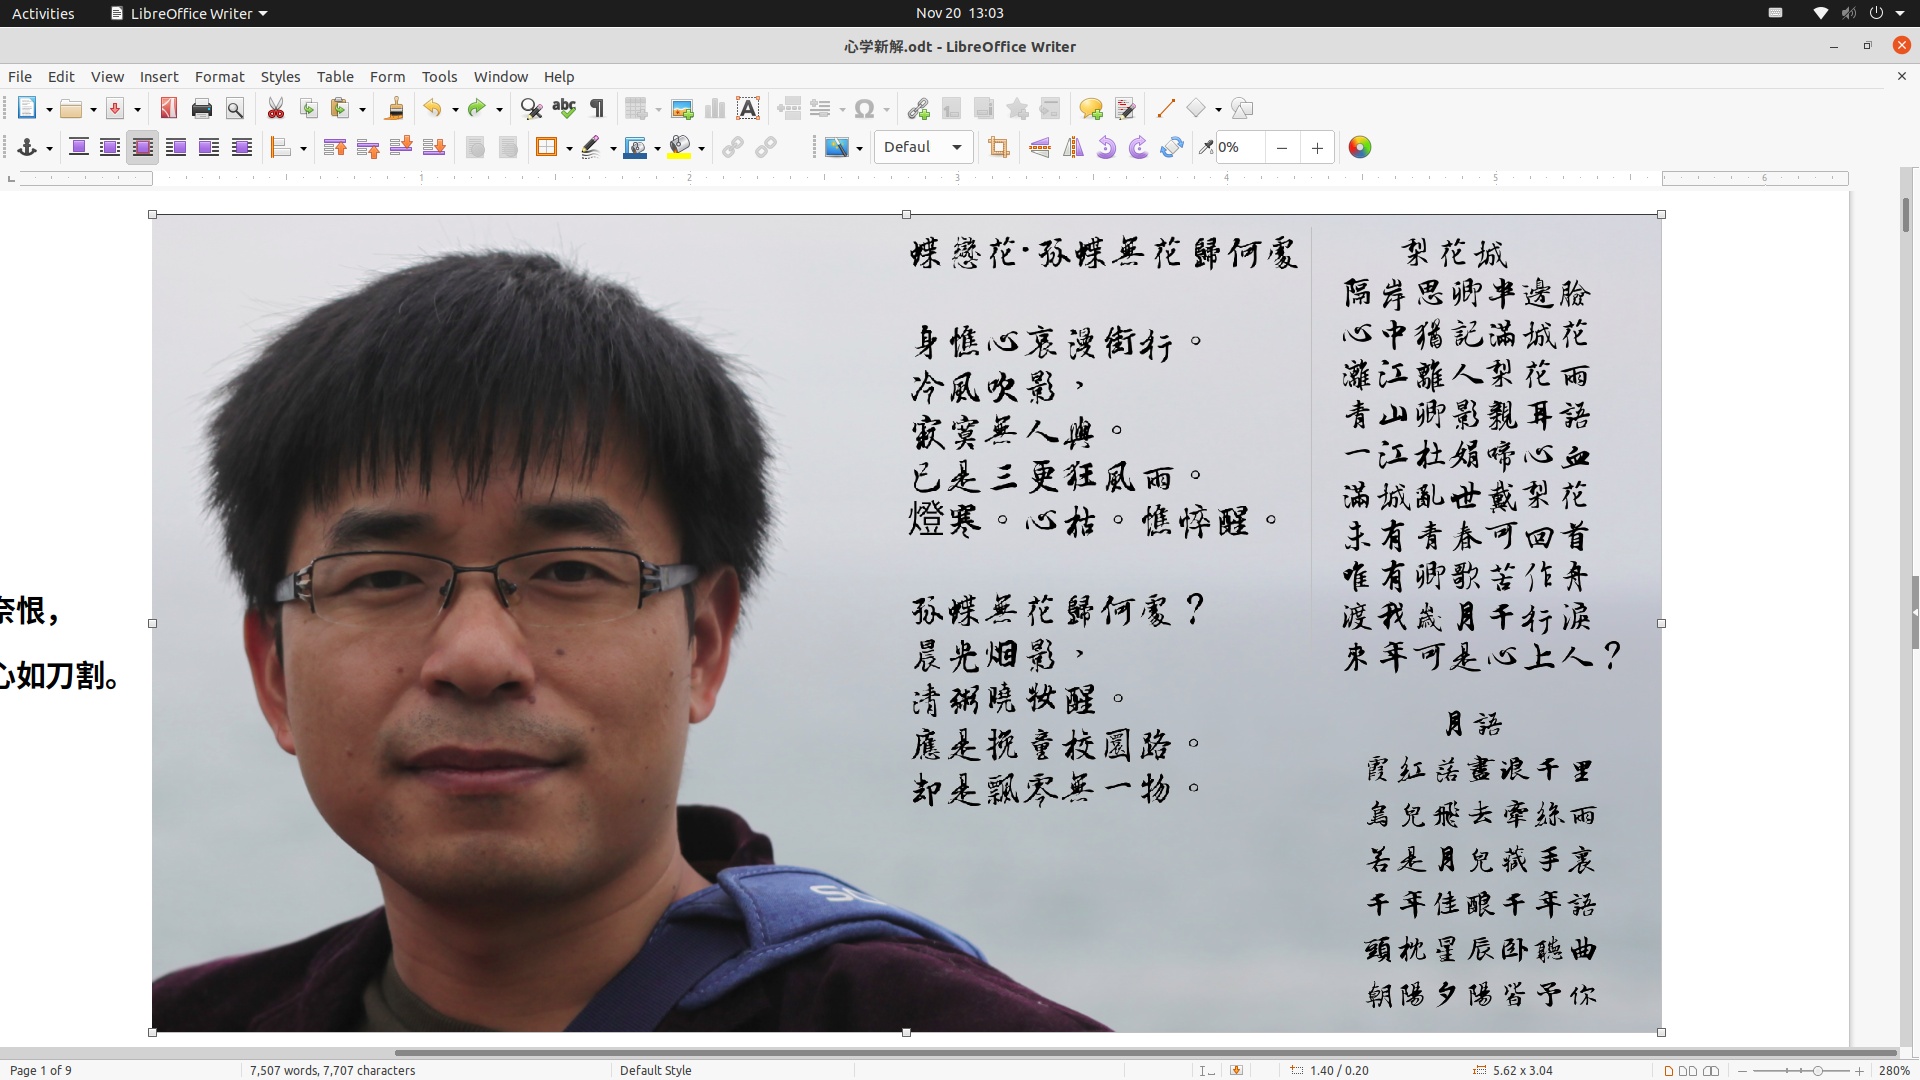 Activities
LibreOffice Writer
Nov 20 13:03
心学新解.odt - LibreOffice Writer
File Edit View Insert Format Styles Table Form Tools Window Help
Defaul
0%
1 2 3 4 5 6
奈恨，
心如刀割。
蝶戀花·孤蝶無花歸何處
身憔心哀漫街行。
冷風吹影，
寂寞無人與。
已是三更狂風雨。
燈寒。心枯。憔悴醒。
孤蝶無花歸何處？
晨光烟影，
清粥曉妝醒。
應是挽童校園路。
却是飄零無一物。
梨花城
隔岸思卿半邊臉
心中猶記滿城花
灕江離人梨花雨
青山卿影親耳語
一江杜娟啼心血
滿城亂世戴梨花
未有青春可回首
唯有卿歌苦作舟
渡我歲月千行淚
來年可是心上人？
月語
霞紅落畫浪千里
鳥兒飛去牽絲雨
若是月兒藏手裏
千年佳釀千年語
頭枕星辰卧聽曲
朝陽夕陽皆予你
Page 1 of 9
7,507 words, 7,707 characters
Default Style
1.40 / 0.20
5.62 x 3.04
280%